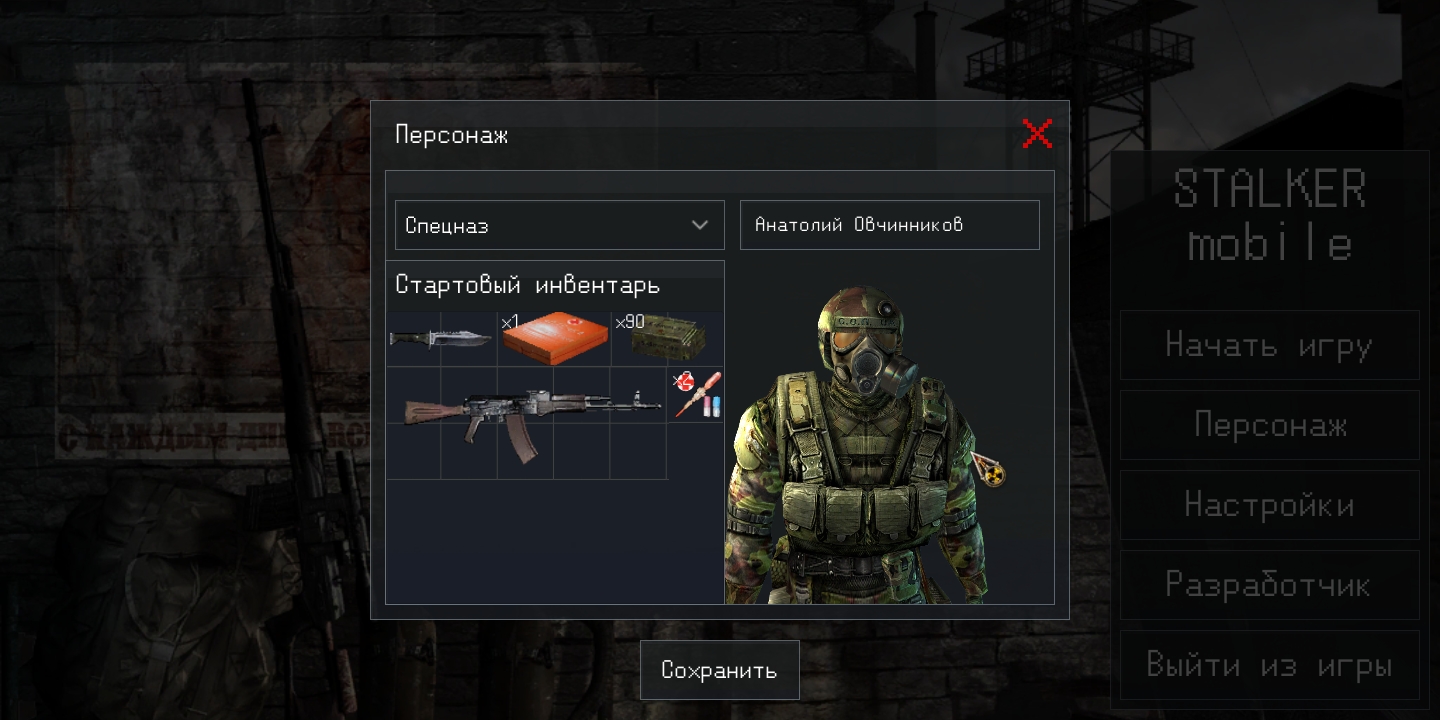 Персонаж
Спецназ
Анатолий Овчинников
Стартовый инвентарь
x1
x90
STALKER
mobile
Начать игру
Персонаж
Настройки
Разработчик
Выйти из игры
Сохранить